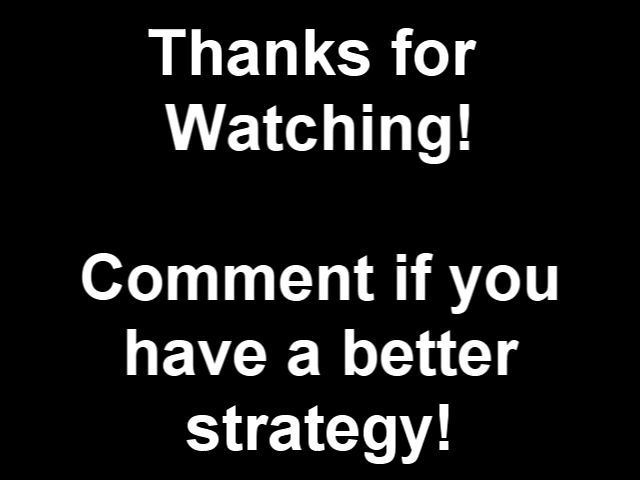 Thanks for
Watching!
Comment if you
have a better
strategy!